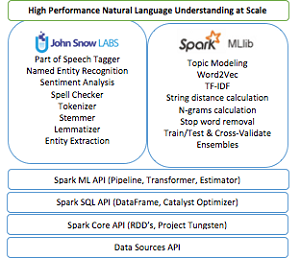 High Performance Natural Language Understanding at Scale
John Snow LABS
Part of Speech Tagger
Named Entity Recognition
Sentiment Analysis
Spell Checker
Tokenizer
Stemmer
Lemmatizer
Entity Extraction
Spark MLlib
Topic Modeling
Word2Vec
TF-IDF
String distance calculation
N-grams calculation
Stop word removal
Train/Test & Cross-Validate
Ensembles
Spark ML API (Pipeline, Transformer, Estimator)
Spark SQL API (DataFrame, Catalyst Optimizer)
Spark Core API (RDD's, Project Tungsten)
Data Sources API